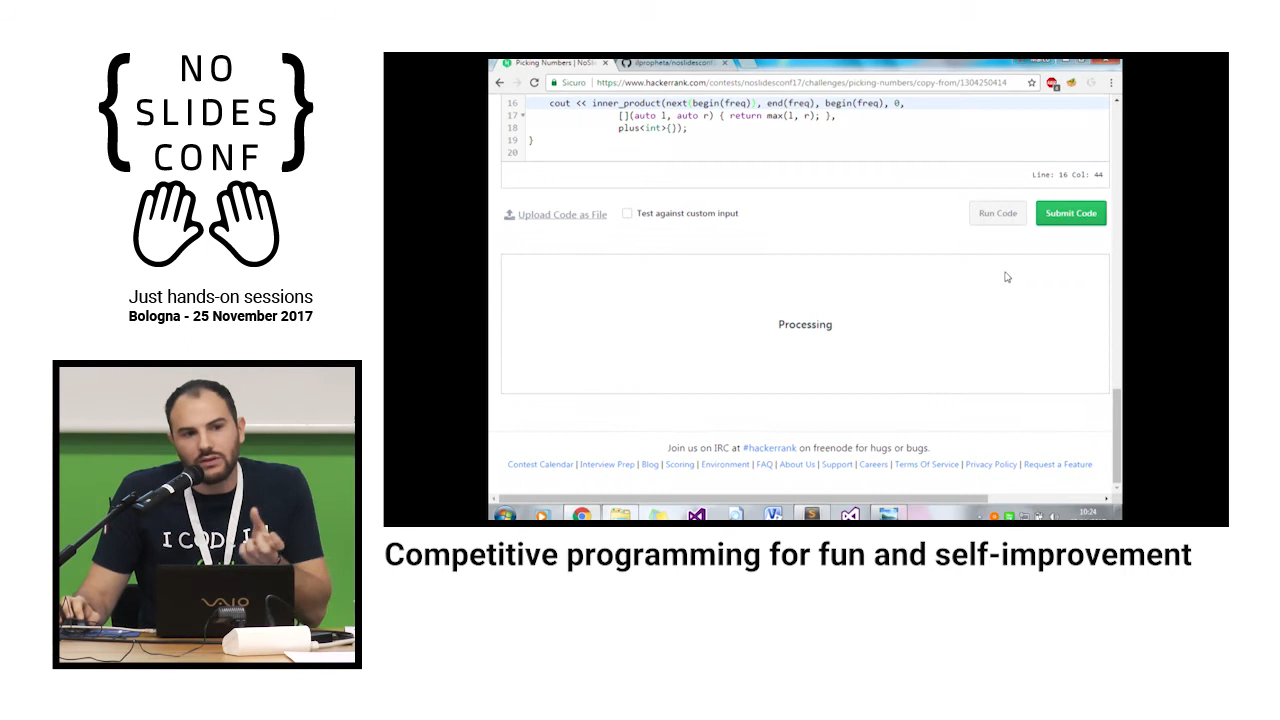 NO
SLIDES
CONF
Just hands-on sessions
Bologna - 25 November 2017
I CODE
VAIO
Picking Numbers | NoSli
ilpropheta/noslidesconf
Sicuro | https://www.hackerrank.com/contests/noslidesconf17/challenges/picking-numbers/copy-from/1304250414
16 cout << inner_product(next(begin(freq)), end(freq), begin(freq), 0,
17 [](auto l, auto r) { return max(l, r); },
18 plus<int>{});
19 }
20
Line: 16 Col: 44
Upload Code as File
Test against custom input
Run Code
Submit Code
Processing
Join us on IRC at #hackerrank on freenode for hugs or bugs.
Contest Calendar | Interview Prep | Blog | Scoring | Environment | FAQ | About Us | Support | Careers | Terms Of Service | Privacy Policy | Request a Feature
10:24
Competitive programming for fun and self-improvement